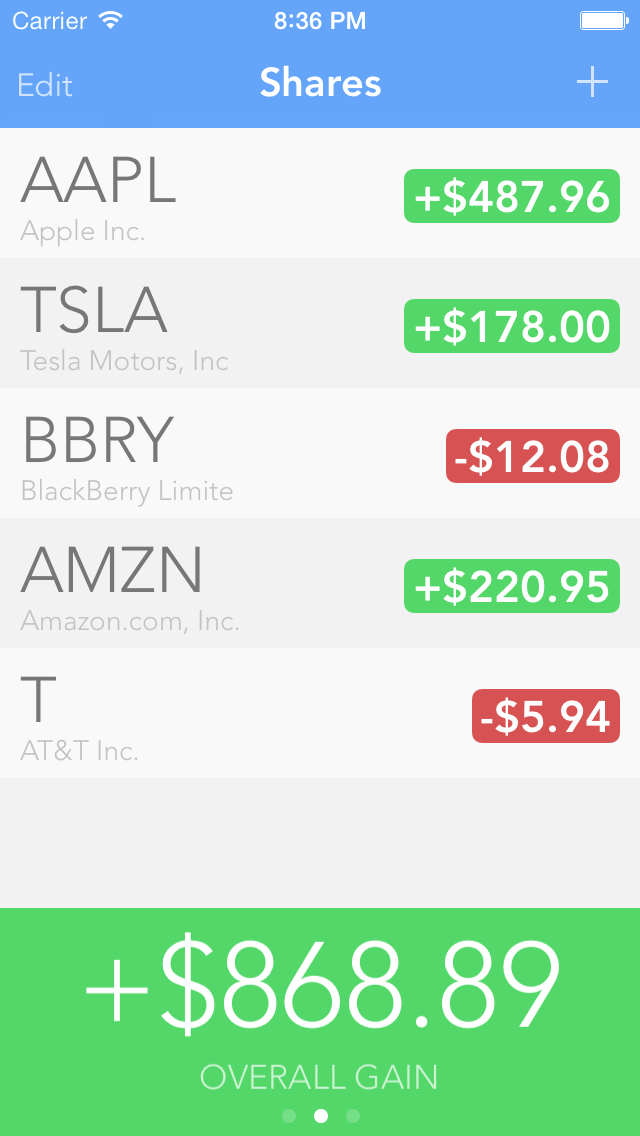 Carrier 8:36 PM
Edit Shares +
AAPL +$487.96
Apple Inc.
TSLA +$178.00
Tesla Motors, Inc
BBRY -$12.08
BlackBerry Limite
AMZN +$220.95
Amazon.com, Inc.
T -$5.94
AT&T Inc.
+$868.89
OVERALL GAIN